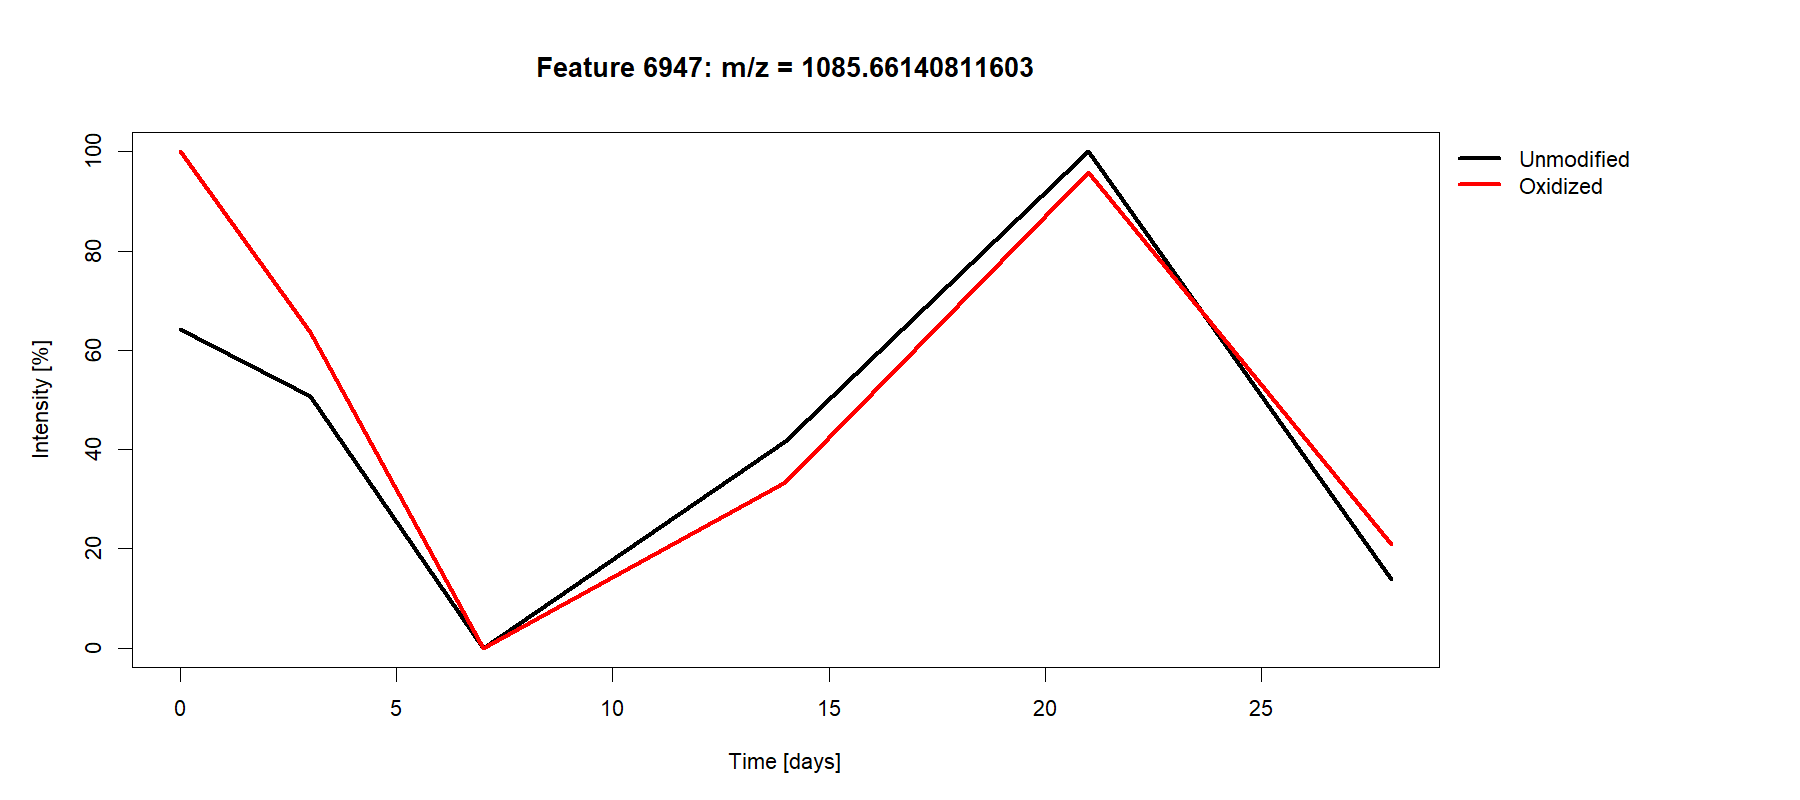 Feature 6947: m/z = 1085.66140811603
Unmodified
Oxidized
Intensity [%]
100
80
60
40
20
0
0 5 10 15 20 25
Time [days]